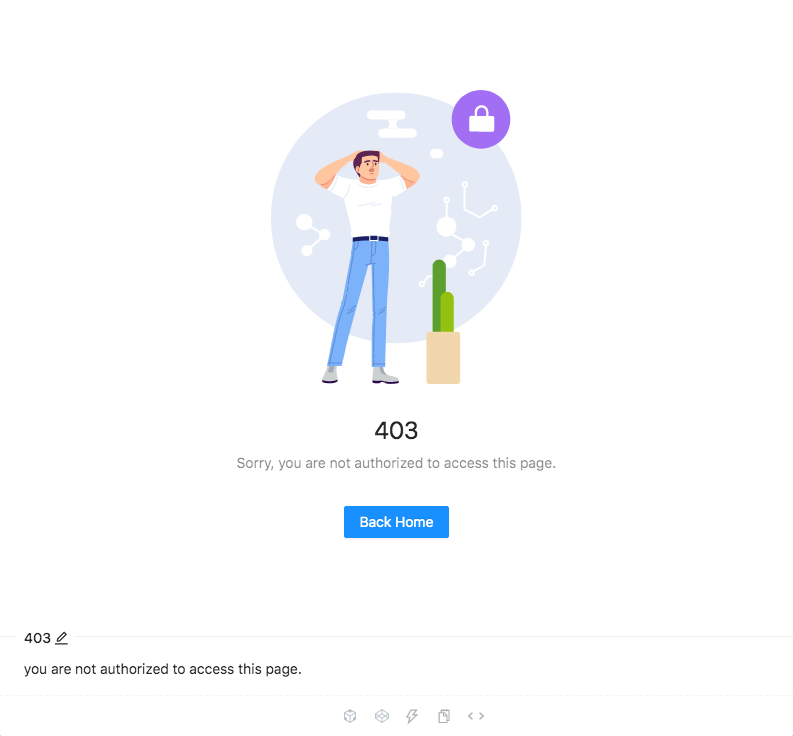 403
Sorry, you are not authorized to access this page.
Back Home
403
you are not authorized to access this page.